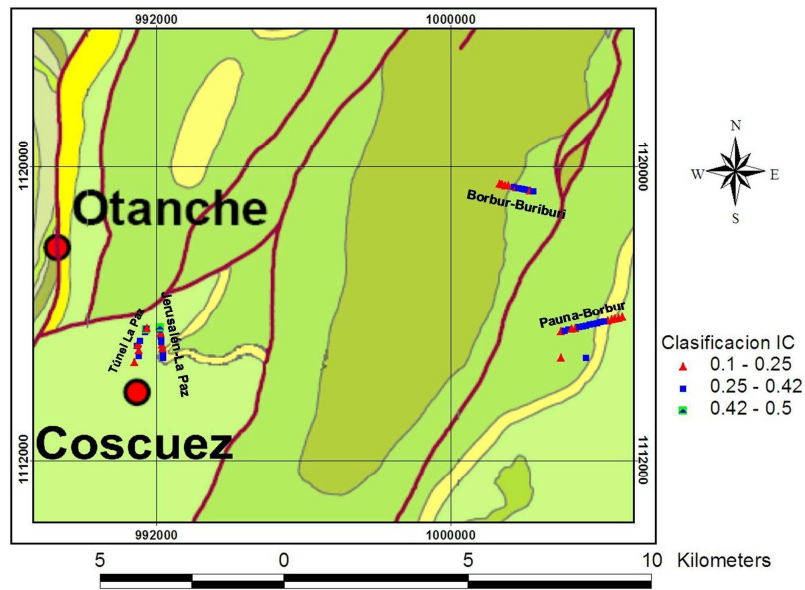 992000
1000000
N
W
E
S
1120000
1120000
Otanche
Borbur-Buriburi
Túnel La Paz
Jerusalén-La Paz
Pauna-Borbur
Clasificacion IC
0.1 - 0.25
0.25 - 0.42
0.42 - 0.5
Coscuez
1112000
1112000
992000
1000000
5 0 5 10 Kilometers